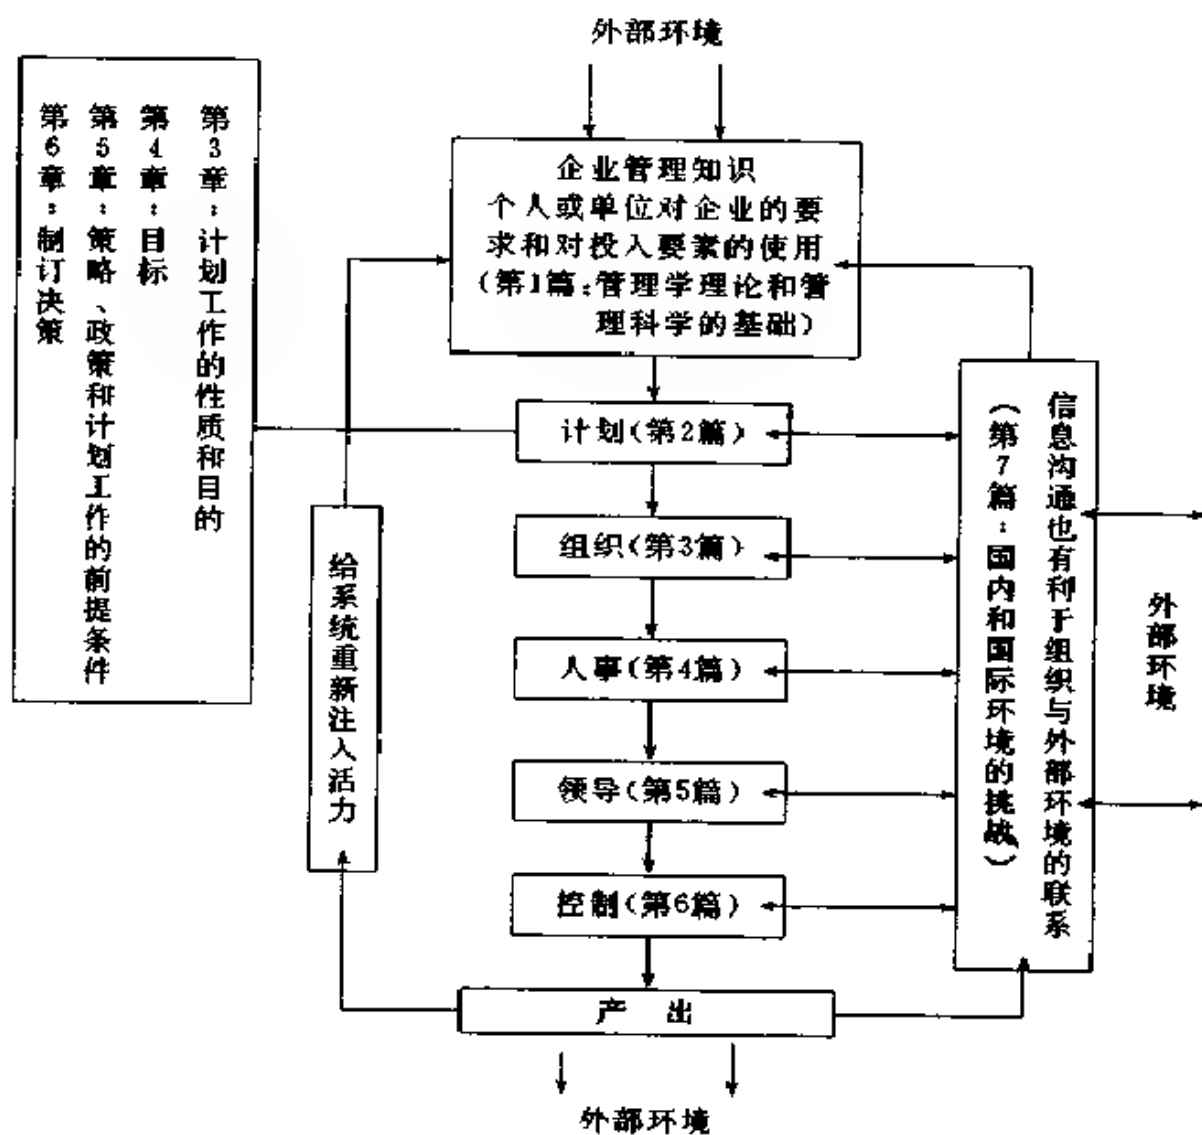 外部环境
第3章：计划工作的性质和目的
第4章：目标
第5章：策略、政策和计划工作的前提条件
第6章：制订决策
企业管理知识
个人或单位对企业的要
求和对投入要素的使用
(第1篇：管理学理论和管
理科学的基础)
计划(第2篇)
组织(第3篇)
人事(第4篇)
领导(第5篇)
控制(第6篇)
产 出
给系统重新注入活力
信息沟通也有利于组织与外部环境的联系
(第7篇：国内和国际环境的挑战)
外部环境
外部环境